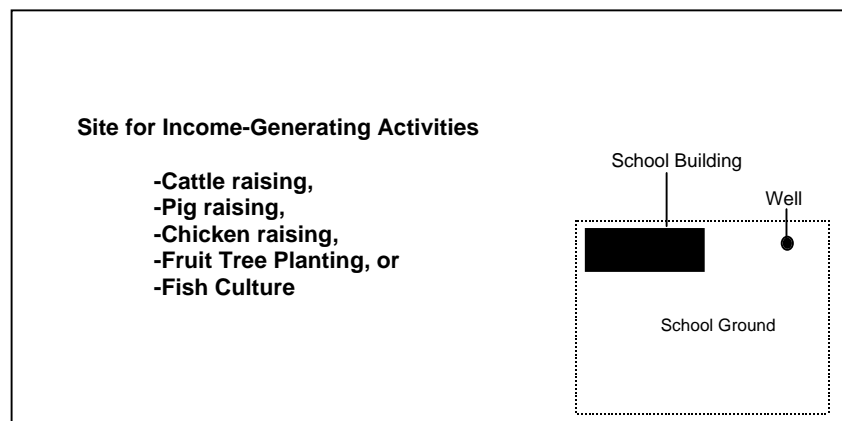 Site for Income-Generating Activities
-Cattle raising,
-Pig raising,
-Chicken raising,
-Fruit Tree Planting, or
-Fish Culture
School Building
Well
School Ground